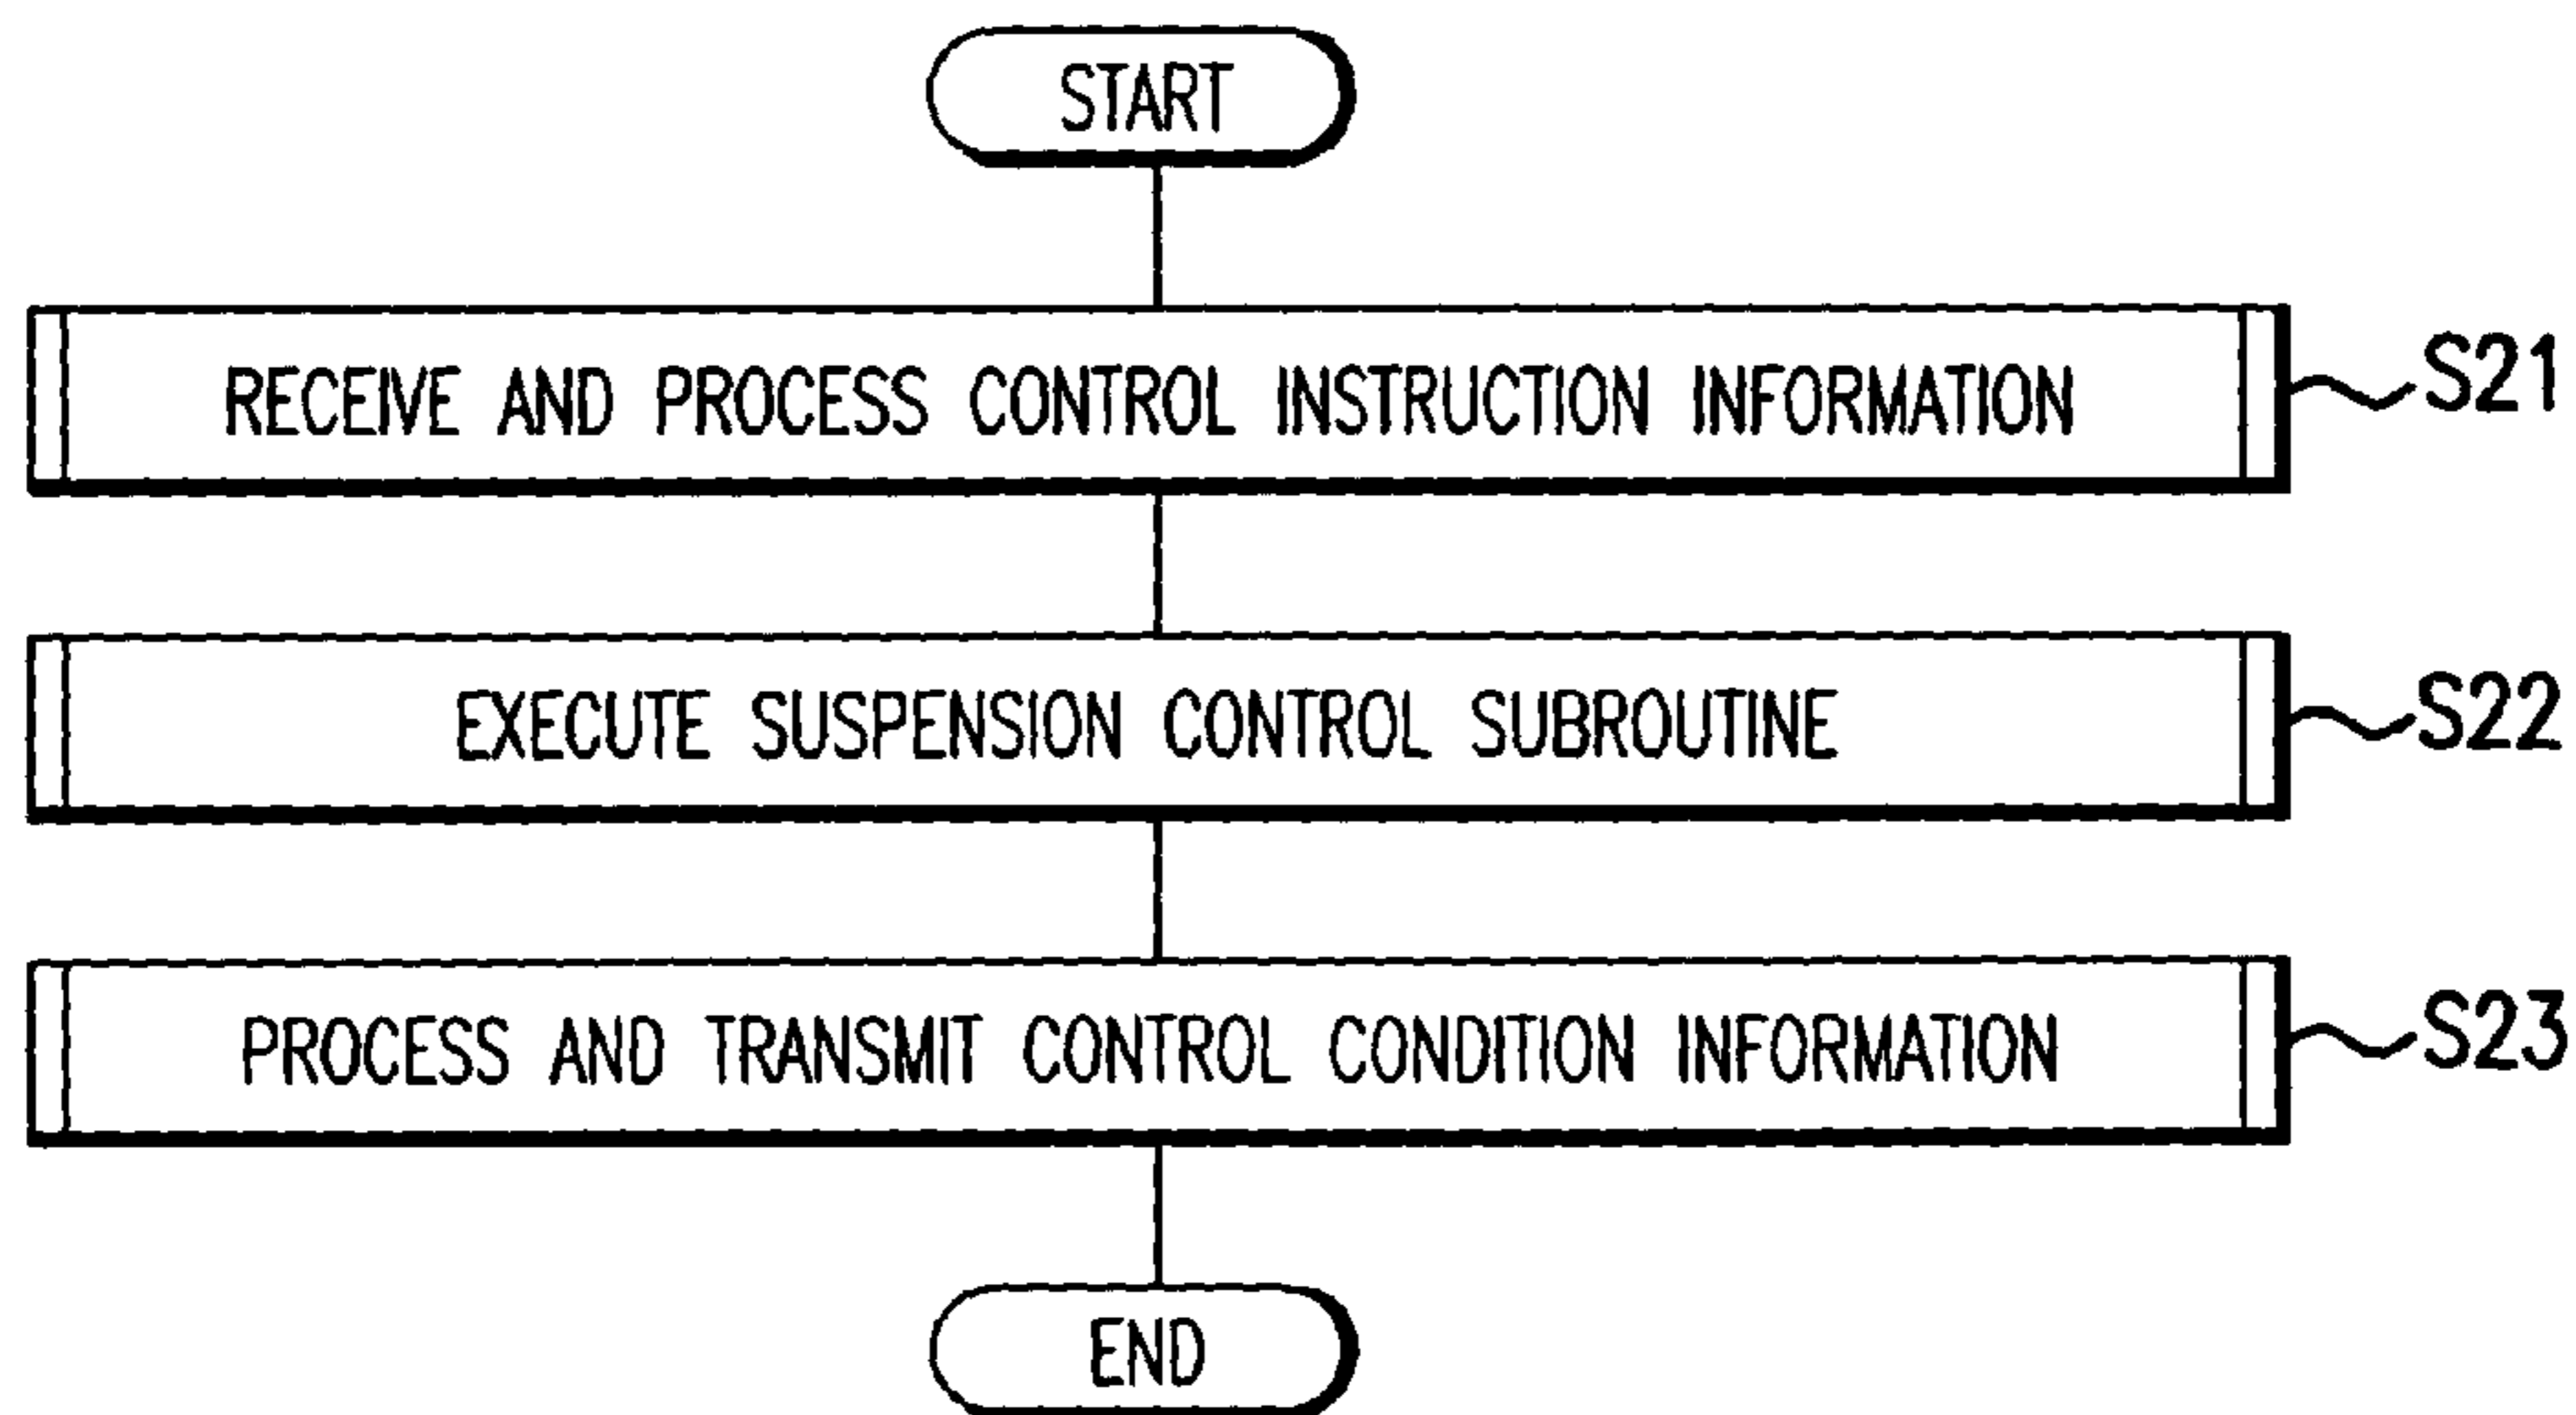 START
RECEIVE AND PROCESS CONTROL INSTRUCTION INFORMATION
S21
EXECUTE SUSPENSION CONTROL SUBROUTINE
S22
PROCESS AND TRANSMIT CONTROL CONDITION INFORMATION
S23
END